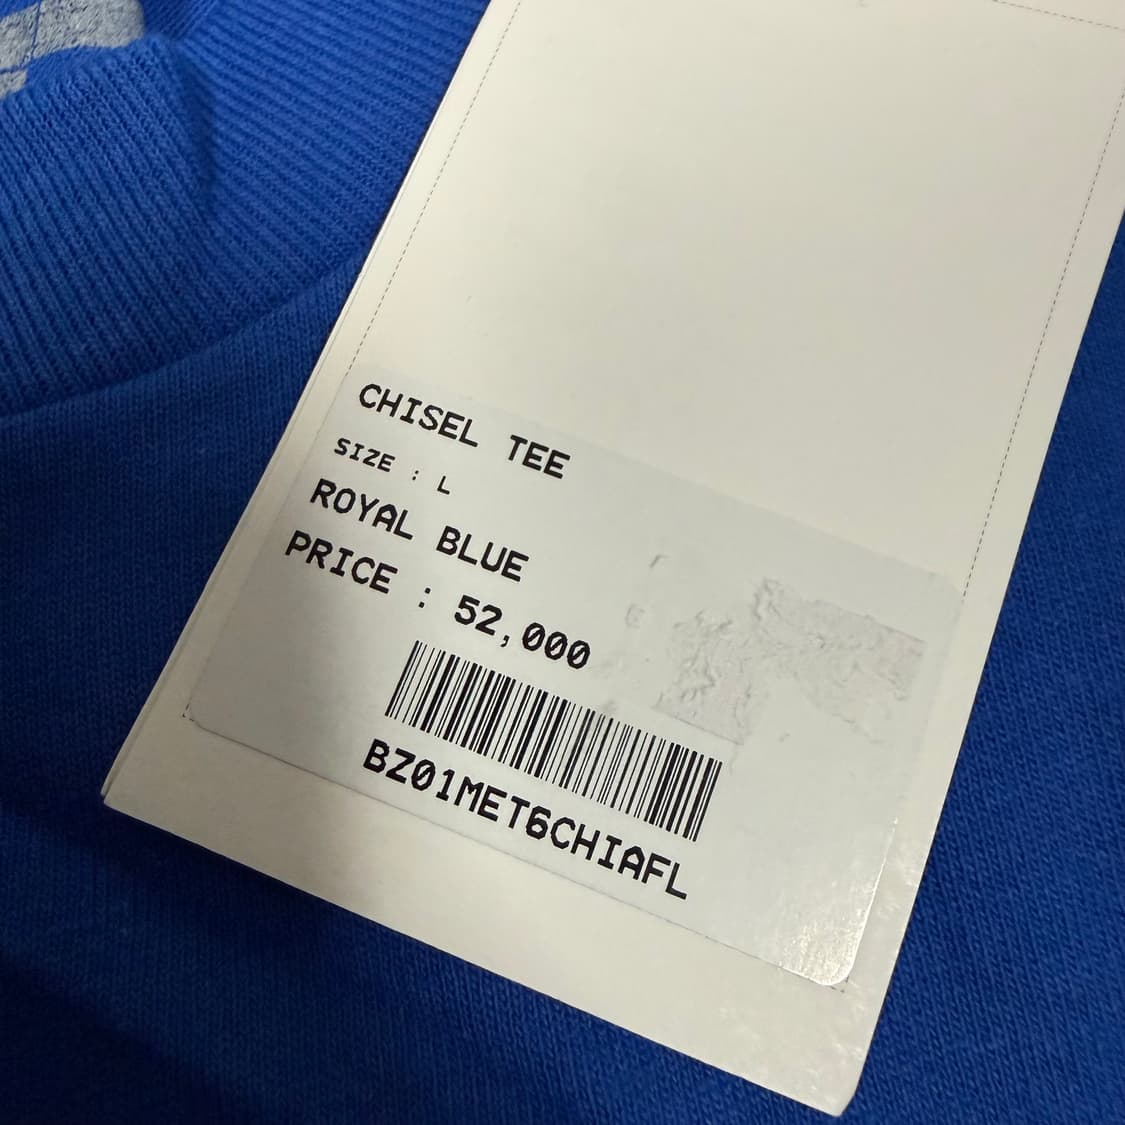 CHISEL TEE
SIZE : L
ROYAL BLUE
PRICE : 52,000
BZ01MET6CHIAFL